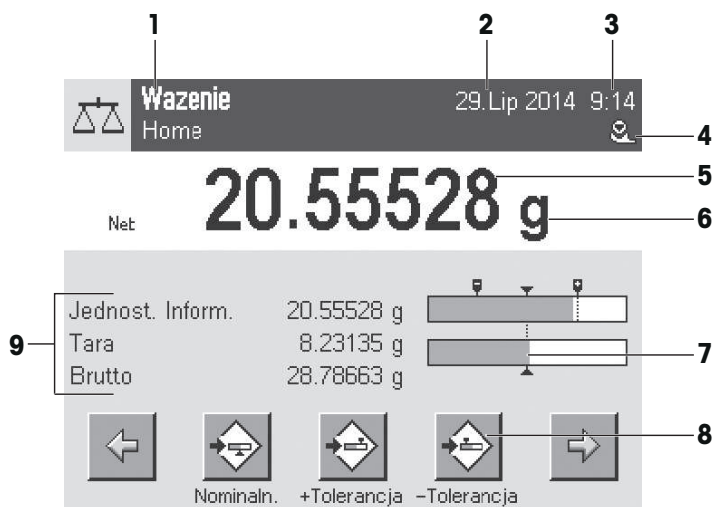 1 2 3
Wazenie 29.Lip 2014 9:14
Home
4
5
Net 20.55528 g
6
Jednost. Inform. 20.55528 g
9 Tara 8.23135 g
7
Brutto 28.78663 g
8
Nominaln. +Tolerancja -Tolerancja